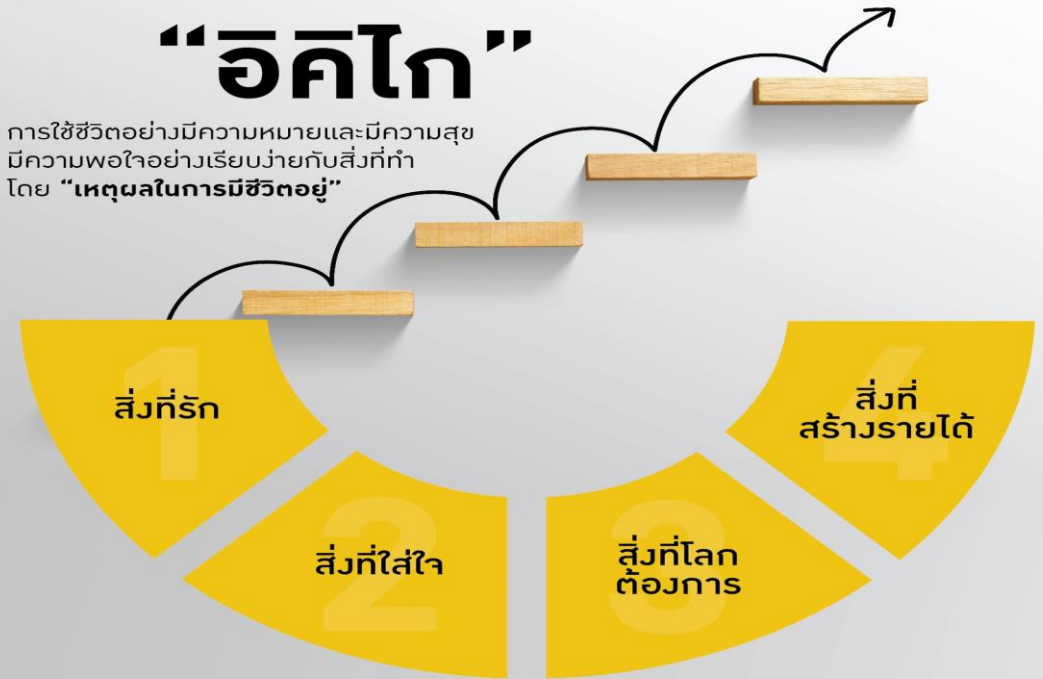 “อิคิไก”
การใช้ชีวิตอย่างมีความหมายและมีความสุข
มีความพอใจอย่างเรียบง่ายกับสิ่งที่ทำ
โดย “เหตุผลในการมีชีวิตอยู่”
1
สิ่งที่รัก
2
สิ่งที่ใส่ใจ
3
สิ่งที่โลก
ต้องการ
4
สิ่งที่
สร้างรายได้